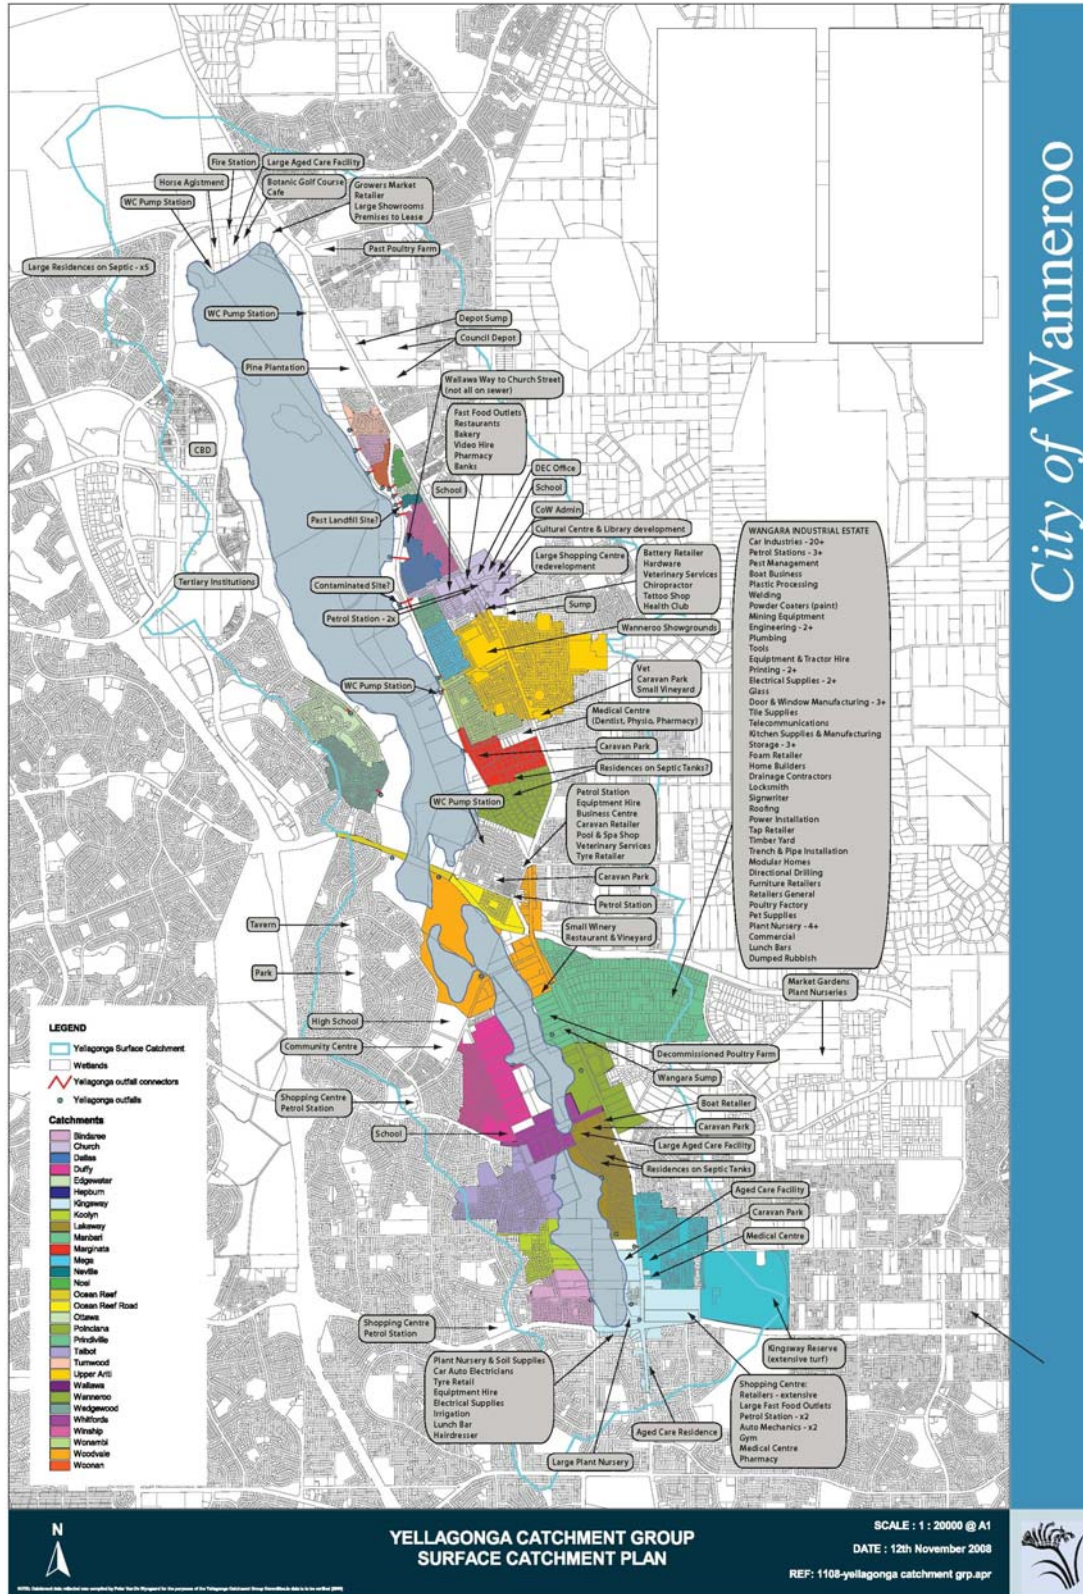 City of Wanneroo
Fire Station
Large Aged Care Facility
Horse Agistment
Botanic Golf Course
Cafe
WC Pump Station
Growers Market
Retailer
Large Showrooms
Premises to Lease
Past Poultry Farm
Large Residences on Septic - x5
WC Pump Station
Depot Sump
Council Depot
Pine Plantation
Wallawa Way to Church Street
(not all on sewer)
Fast Food Outlets
Restaurants
Bakery
Video Hire
Pharmacy
Banks
CBD
DEC Office
School
School
CoW Admin
Past Landfill Site?
Cultural Centre & Library development
Large Shopping Centre
redevelopment
Battery Retailer
Hardware
Veterinary Services
Chiropractor
Tattoo Shop
Health Club
Tertiary Institutions
Contaminated Site?
Sump
Petrol Station - 2x
Wanneroo Showgrounds
WC Pump Station
Vet
Caravan Park
Small Vineyard
Medical Centre
(Dentist, Physio, Pharmacy)
Caravan Park
Residences on Septic Tanks?
WC Pump Station
Petrol Station
Equiptment Hire
Business Centre
Caravan Retailer
Pool & Spa Shop
Veterinary Services
Tyre Retailer
Caravan Park
Petrol Station
WANGARA INDUSTRIAL ESTATE
Car Industries - 20+
Petrol Stations - 3+
Pest Management
Boat Business
Plastic Processing
Welding
Powder Coaters (paint)
Mining Equiptment
Engineering - 2+
Plumbing
Tools
Equiptment & Tractor Hire
Printing - 2+
Electrical Supplies - 2+
Glass
Door & Window Manufacturing - 3+
Tile Supplies
Telecommunications
Kitchen Supplies & Manufacturing
Storage - 3+
Foam Retailer
Home Builders
Drainage Contractors
Locksmith
Signwriter
Roofing
Power Installation
Tap Retailer
Timber Yard
Trench & Pipe Installation
Modular Homes
Directional Drilling
Furniture Retailers
Retailers General
Poultry Factory
Pet Supplies
Plant Nursery - 4+
Commercial
Lunch Bars
Dumped Rubbish
Tavern
Small Winery
Restaurant & Vineyard
Park
Market Gardens
Plant Nurseries
High School
Community Centre
Decommissioned Poultry Farm
Wangara Sump
Shopping Centre
Petrol Station
Boat Retailer
School
Caravan Park
Large Aged Care Facility
Residences on Septic Tanks
Aged Care Facility
Caravan Park
Medical Centre
Shopping Centre
Petrol Station
Kingsway Reserve
(extensive turf)
Plant Nursery & Soil Supplies
Car Auto Electricians
Tyre Retail
Equiptment Hire
Electrical Supplies
Irrigation
Lunch Bar
Hairdresser
Shopping Centre:
Retailers - extensive
Large Fast Food Outlets
Petrol Station - x2
Auto Mechanics - x2
Gym
Medical Centre
Pharmacy
Aged Care Residence
Large Plant Nursery
LEGEND
Yellagonga Surface Catchment
Wetlands
Yellagonga outfall connectors
Yellagonga outfalls
Catchments
Bindaree
Church
Dallas
Duffy
Edgewater
Hepburn
Kingsway
Koolyn
Lakeway
Manbari
Marginata
Mega
Neville
Noel
Ocean Reef
Ocean Reef Road
Ottawa
Poinciana
Prindiville
Talbot
Turnwood
Upper Ariti
Wallawa
Wanneroo
Wedgewood
Whitfords
Winship
Wonambi
Woodvale
Woonan
N
YELLAGONGA CATCHMENT GROUP
SURFACE CATCHMENT PLAN
SCALE : 1 : 20000 @ A1
DATE : 12th November 2008
REF: 1108-yellagonga catchment grp.apr